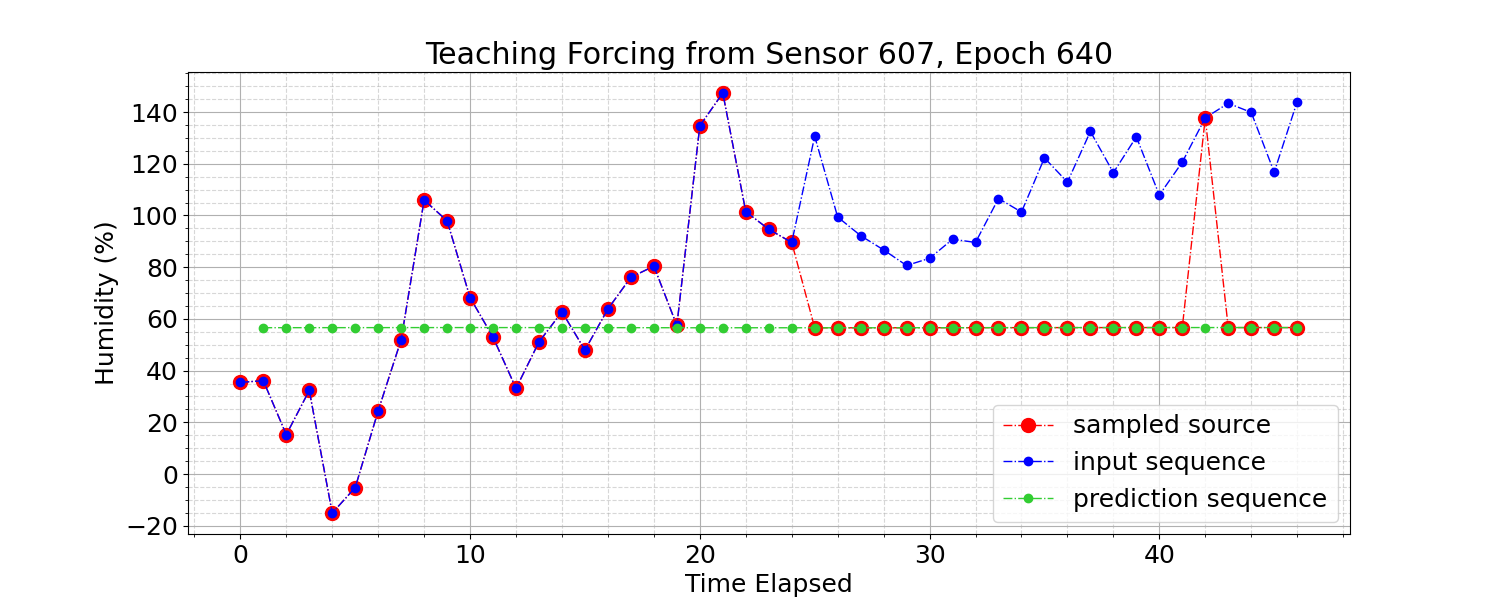 Teaching Forcing from Sensor 607, Epoch 640
Humidity (%)
140
120
100
80
60
40
20
0
−20
sampled source
input sequence
prediction sequence
0 10 20 30 40
Time Elapsed